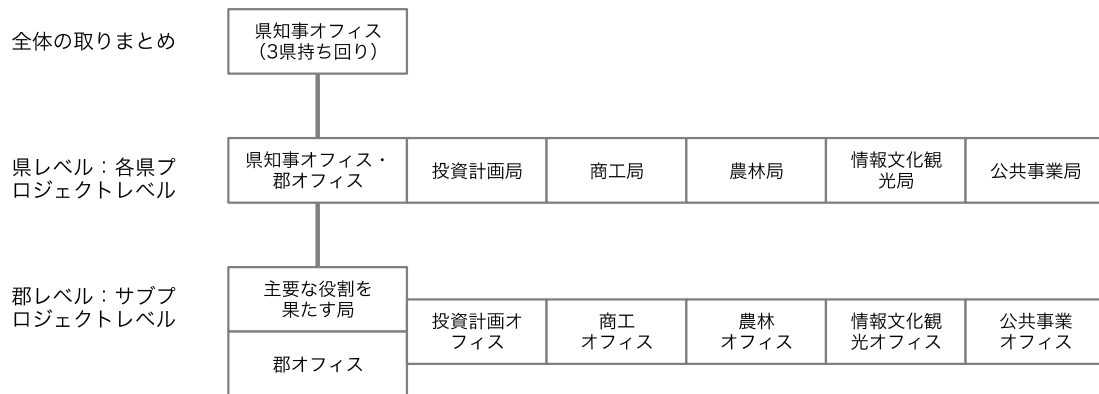 全体の取りまとめ
県知事オフィス
（3県持ち回り）
県レベル：各県プ
ロジェクトレベル
県知事オフィス・
郡オフィス
投資計画局
商工局
農林局
情報文化観
光局
公共事業局
郡レベル：サブプ
ロジェクトレベル
主要な役割を
果たす局
郡オフィス
投資計画オ
フィス
商工
オフィス
農林
オフィス
情報文化観
光オフィス
公共事業
オフィス